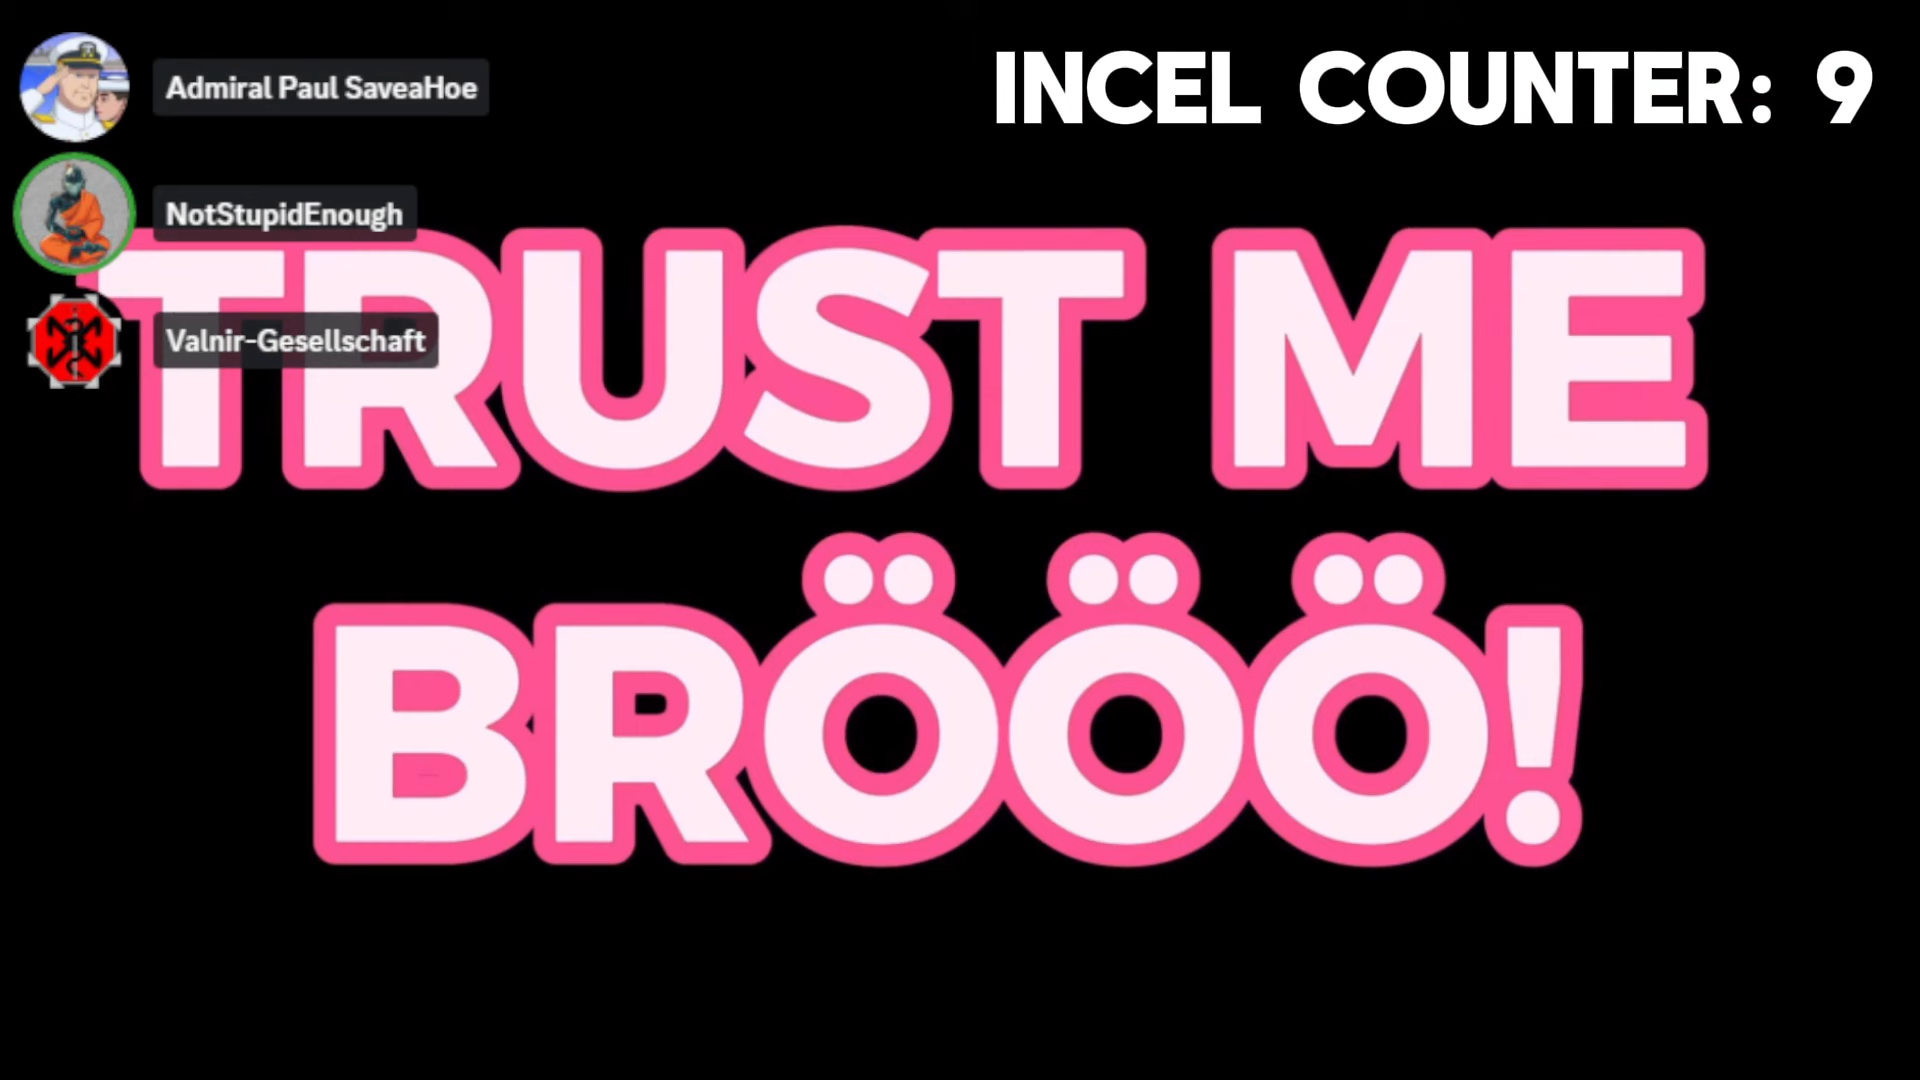 Admiral Paul SaveaHoe
INCEL COUNTER: 9
NotStupidEnough
Valnir-Gesellschaft
TRUST ME
BRÖÖÖ!